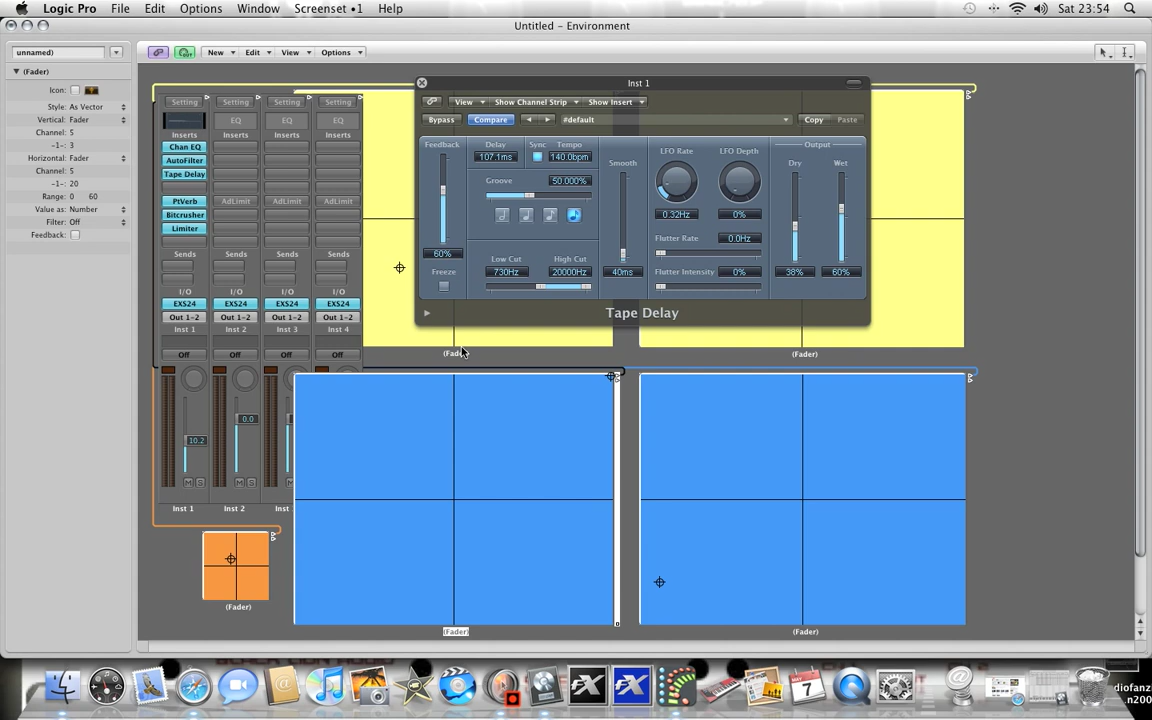 Logic Pro File Edit Options Window Screenset •1 Help Sat 23:54
Untitled - Environment
unnamed) New Edit View Options
(Fader)
Icon:
Style: As Vector
Vertical: Fader
Channel: 5
-1-: 3
Horizontal: Fader
Channel: 5
-1-: 20
Range: 0 60
Value as: Number
Filter: Off
Feedback:
Setting Setting Setting Setting
EQ EQ EQ
Inserts Inserts Inserts Inserts
Chan EQ
AutoFilter
Tape Delay
PtVerb AdLimit AdLimit AdLimit
Bitcrusher
Limiter
Sends Sends Sends Sends
I/O I/O I/O I/O
EXS24 EXS24 EXS24 EXS24
Out 1-2 Out 1-2 Out 1-2 Out 1-2
Inst 1 Inst 2 Inst 3 Inst 4
Off Off Off Off
10.2 0.0
M S M S M S
Inst 1 Inst 2 Inst
Inst 1
View Show Channel Strip Show Insert
Bypass Compare #default Copy Paste
Feedback
60%
Freeze
Delay Sync Tempo
107.1ms 140.0bpm
Groove 50.000%
Low Cut High Cut
730Hz 20000Hz
Smooth
40ms
LFO Rate LFO Depth
0.32Hz 0%
Flutter Rate 0.0Hz
Flutter Intensity 0%
Output
Dry Wet
38% 60%
Tape Delay
(Fader)
(Fader)
(Fader)
(Fader)
(Fader)
FX FX
7